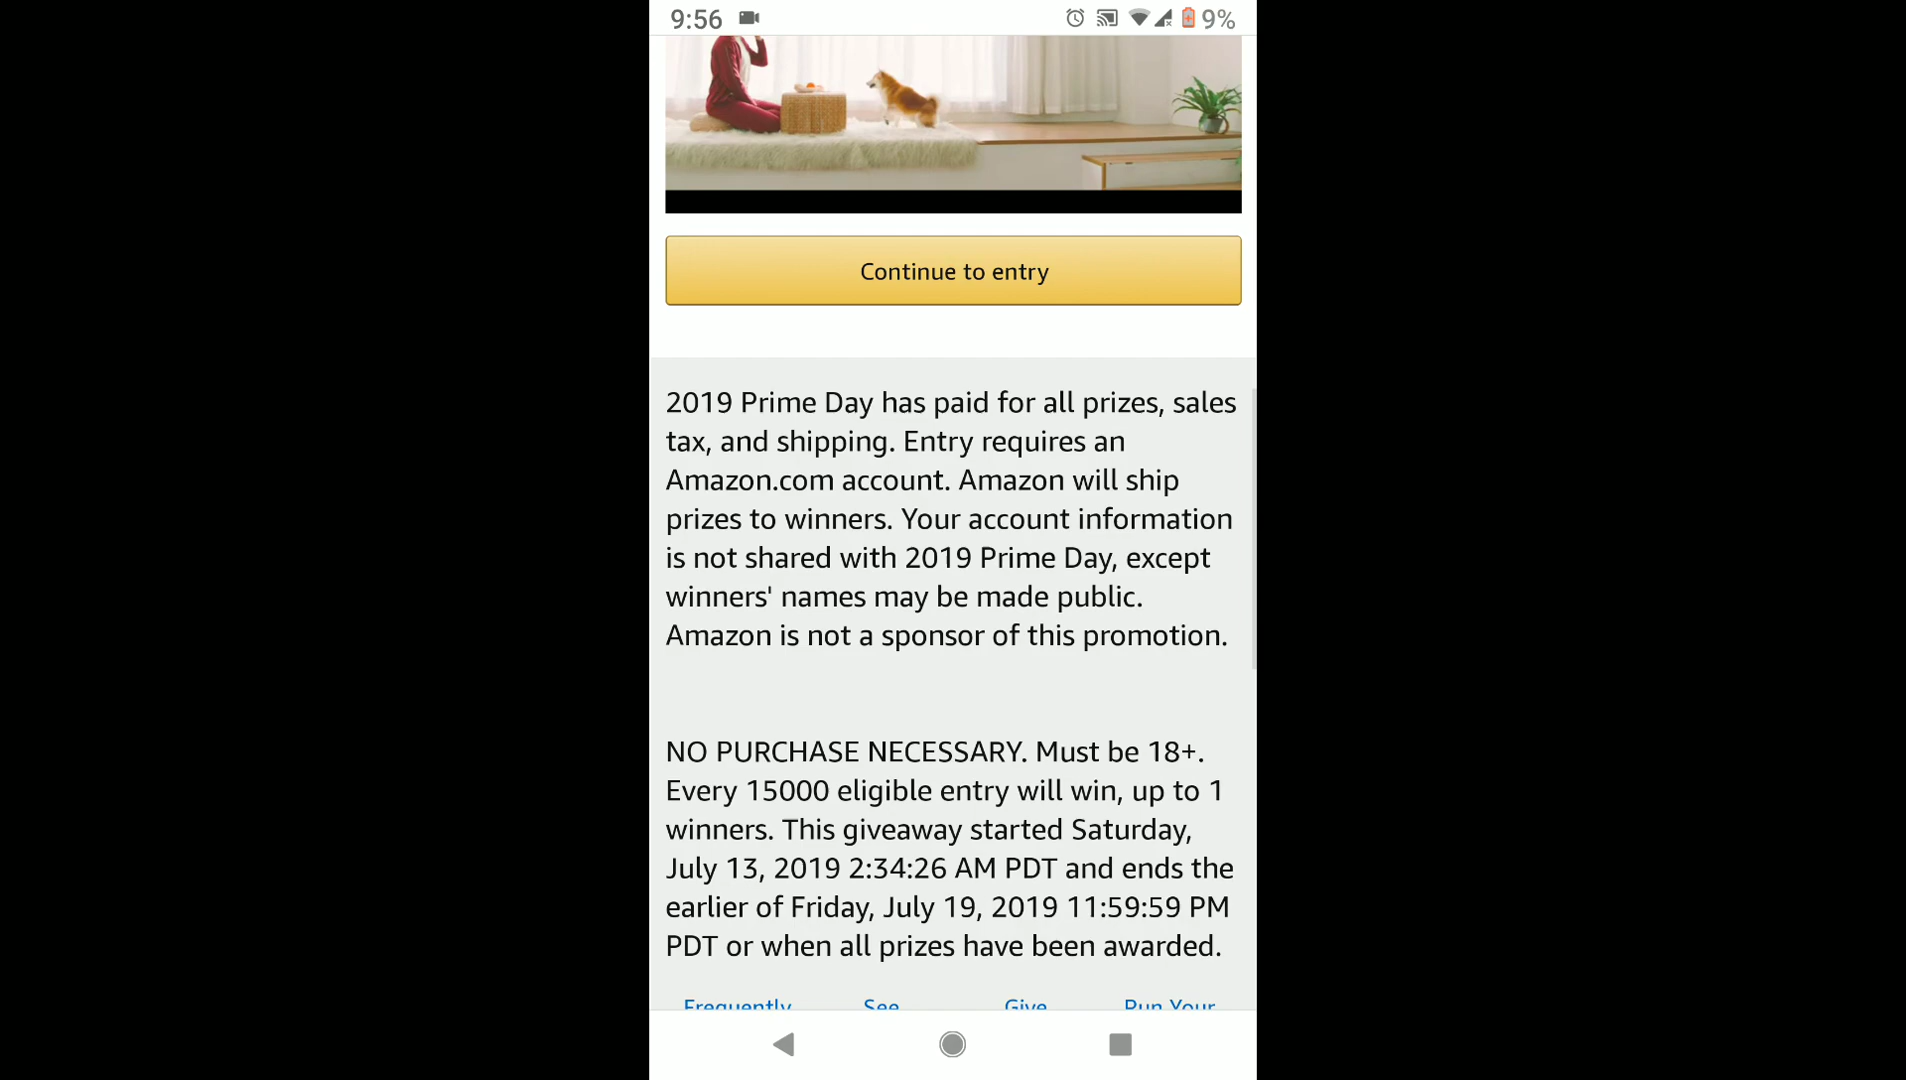 9:56
9%
Continue to entry
2019 Prime Day has paid for all prizes, sales
tax, and shipping. Entry requires an
Amazon.com account. Amazon will ship
prizes to winners. Your account information
is not shared with 2019 Prime Day, except
winners' names may be made public.
Amazon is not a sponsor of this promotion.
NO PURCHASE NECESSARY. Must be 18+.
Every 15000 eligible entry will win, up to 1
winners. This giveaway started Saturday,
July 13, 2019 2:34:26 AM PDT and ends the
earlier of Friday, July 19, 2019 11:59:59 PM
PDT or when all prizes have been awarded.
Frequently See Give Run Your